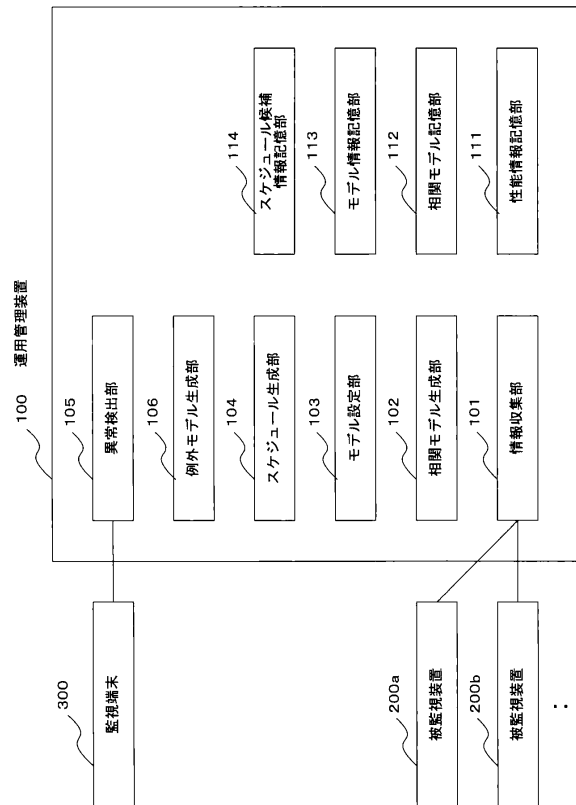 運用管理装置
100
105
異常検出部
106
例外モデル生成部
104
スケジュール生成部
103
モデル設定部
102
相関モデル生成部
101
情報収集部
114
スケジュール候補
情報記憶部
113
モデル情報記憶部
112
相関モデル記憶部
111
性能情報記憶部
300
監視端末
200a
被監視装置
200b
被監視装置